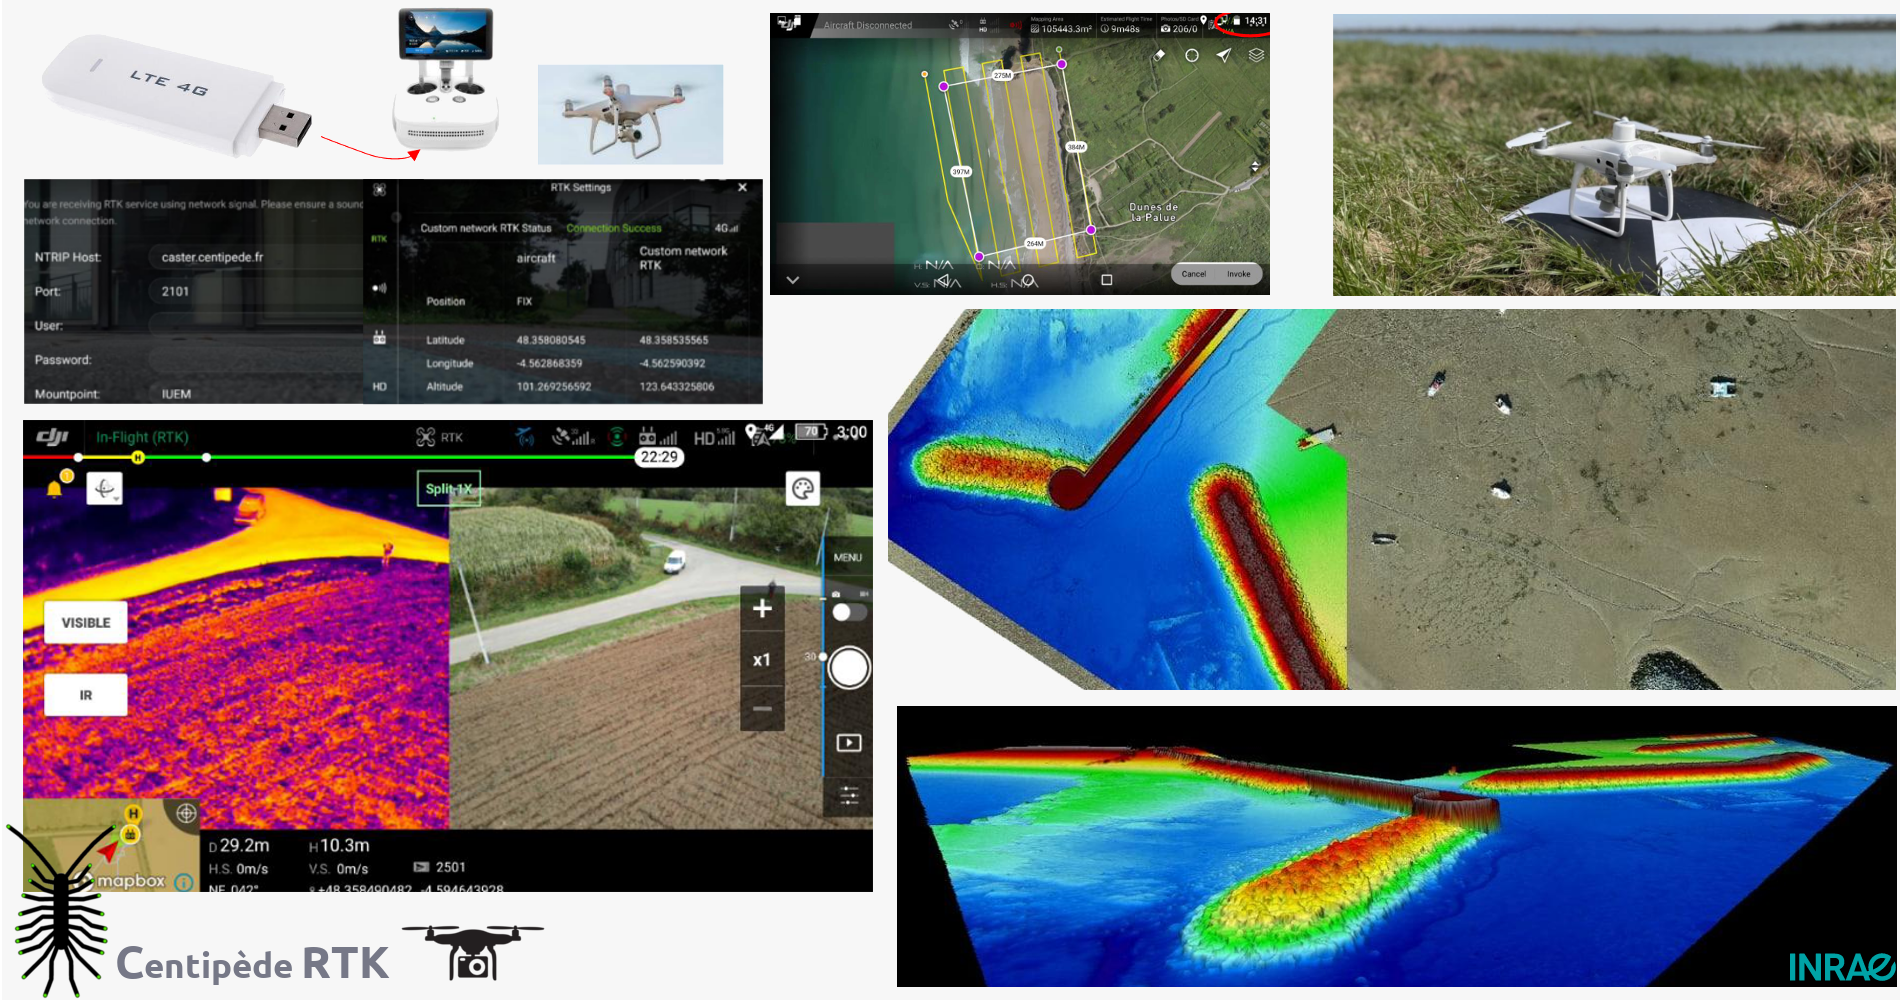 LTE 4G
You are receiving RTK service using network signal. Please ensure a sound
network connection.
NTRIP Host: caster.centipede.fr
Port: 2101
User:
Password:
Mountpoint: IUEM
RTK Settings
RTK
HD
Custom network RTK Status Connection Success 4G
aircraft Custom network
RTK
Position FIX
Latitude 48.358080545 48.358535565
Longitude -4.562868359 -4.562590392
Altitude 101.269256592 123.643325806
Aircraft Disconnected
HD
Mapping Area
105443.3m²
Estimated Flight Time
9m48s
Photos/SD Card
206/0
14:31
275M
384M
397M
264M
Dunes de
la Palue
H: N/A
D: N/A
V.S: N/A
H.S: N/A
Cancel Invoke
dji In-Flight (RTK) RTK HD 4G 70 3:00
H 22:29
Split-1X
MENU
VISIBLE
IR
x1
30
H
mapbox
D 29.2m H 10.3m
H.S. 0m/s V.S. 0m/s 2501
NE 042° +48.358490482 -4.594643928
Centipède RTK
INRAE